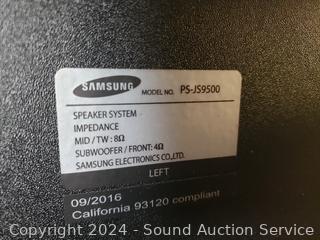 SAMSUNG MODEL NO. PS-JS9500
SPEAKER SYSTEM
IMPEDANCE
MID / TW : 8Ω
SUBWOOFER / FRONT: 4Ω
SAMSUNG ELECTRONICS CO.,LTD.
LEFT
09/2016
California 93120 compliant
Copyright 2024 - Sound Auction Service